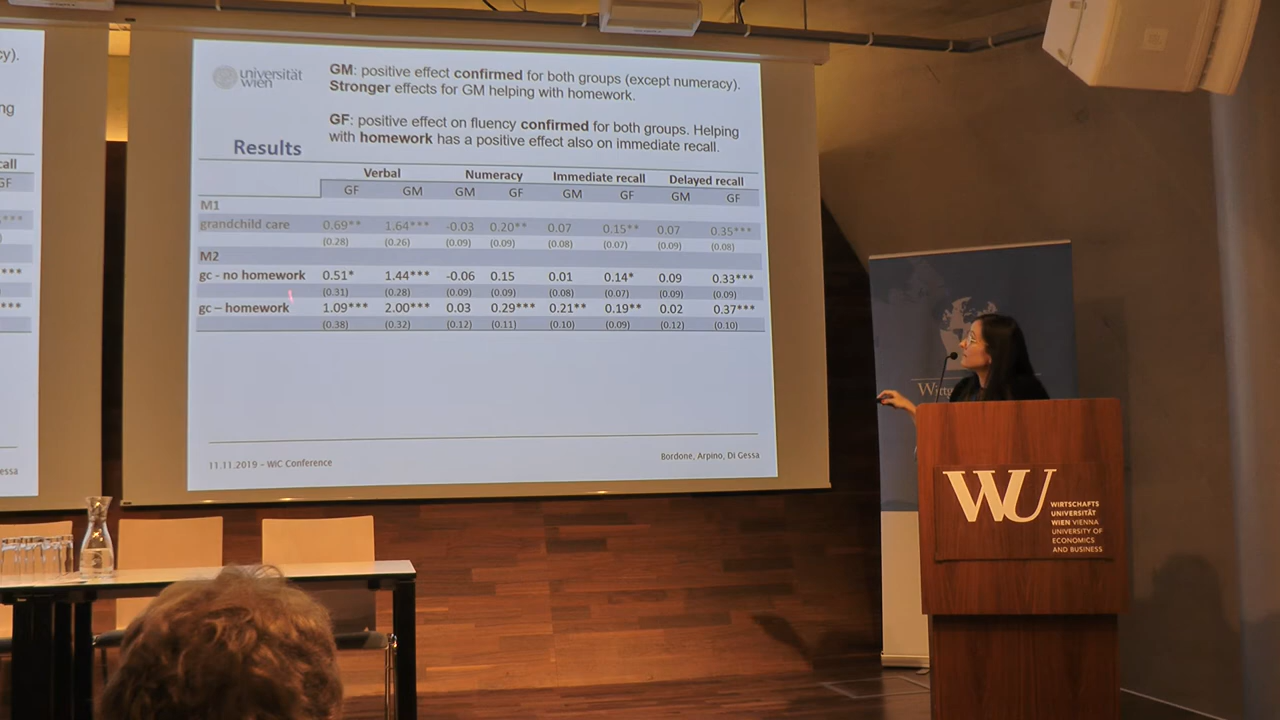 cy).
ng
call
GF
***
)
***
***
essa
universität
wien
GM: positive effect confirmed for both groups (except numeracy).
Stronger effects for GM helping with homework.
GF: positive effect on fluency confirmed for both groups. Helping
with homework has a positive effect also on immediate recall.
Results
Verbal Numeracy Immediate recall Delayed recall
GF GM GM GF GM GF GM GF
M1
grandchild care 0.69** 1.64*** -0.03 0.20** 0.07 0.15** 0.07 0.35***
(0.28) (0.26) (0.09) (0.09) (0.08) (0.07) (0.09) (0.08)
M2
gc - no homework 0.51* 1.44*** -0.06 0.15 0.01 0.14* 0.09 0.33***
(0.31) (0.28) (0.09) (0.09) (0.08) (0.07) (0.09) (0.09)
gc – homework 1.09*** 2.00*** 0.03 0.29*** 0.21** 0.19** 0.02 0.37***
(0.38) (0.32) (0.12) (0.11) (0.10) (0.09) (0.12) (0.10)
11.11.2019 - WIC Conference
Bordone, Arpino, Di Gessa
WU
WIRTSCHAFTS
UNIVERSITÄT
WIEN VIENNA
UNIVERSITY OF
ECONOMICS
AND BUSINESS